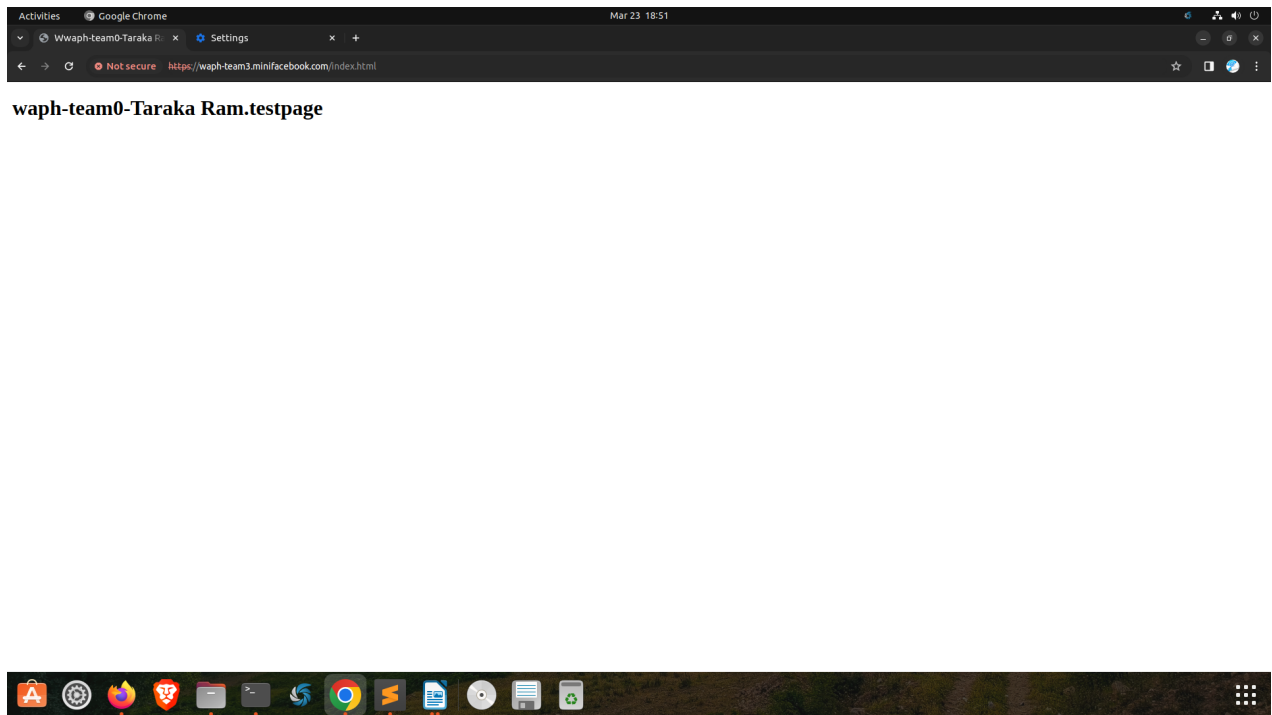 Activities Google Chrome Mar 23 18:51
Wwaph-team0-Taraka Ra Settings
Not secure https://waph-team3.minifacebook.com/index.html
waph-team0-Taraka Ram.testpage